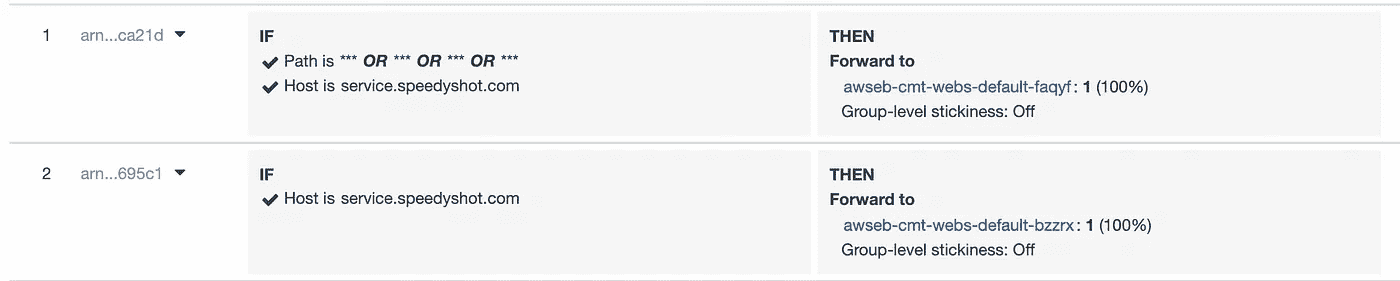 1 arn...ca21d
IF
Path is *** OR *** OR *** OR ***
Host is service.speedyshot.com
THEN
Forward to
awseb-cmt-webs-default-faqyf: 1 (100%)
Group-level stickiness: Off
2 arn...695c1
IF
Host is service.speedyshot.com
THEN
Forward to
awseb-cmt-webs-default-bzzrx: 1 (100%)
Group-level stickiness: Off